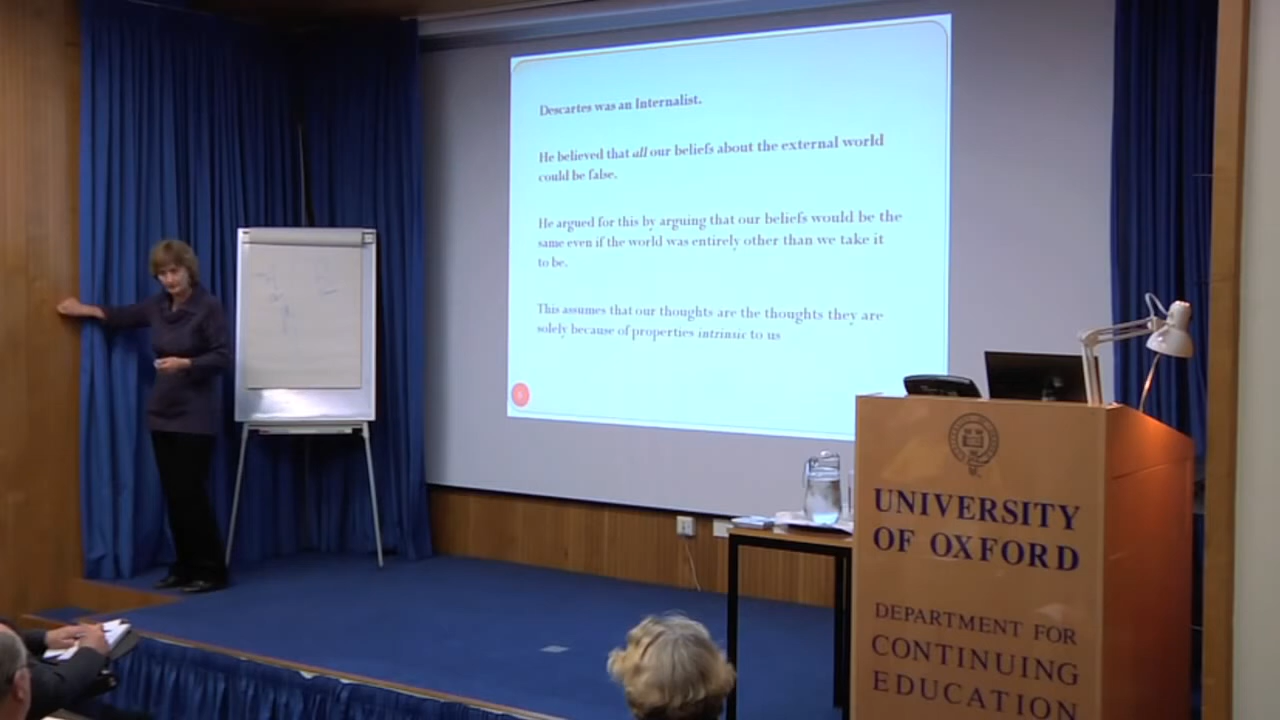 Descartes was an Internalist.
He believed that all our beliefs about the external world
could be false.
He argued for this by arguing that our beliefs would be the
same even if the world was entirely other than we take it
to be.
This assumes that our thoughts are the thoughts they are
solely because of properties intrinsic to us
UNIVERSITY
OF OXFORD
DEPARTMENT FOR
CONTINUING
EDUCATION